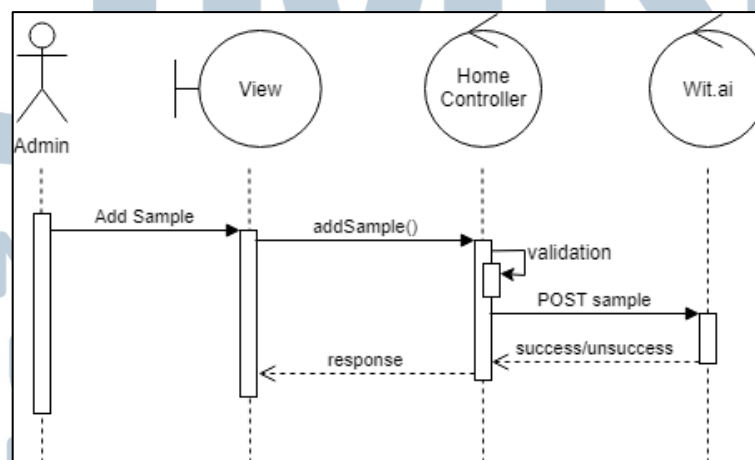 View
Home
Controller
Wit.ai
Admin
Add Sample
addSample()
validation
POST sample
success/unsuccess
response